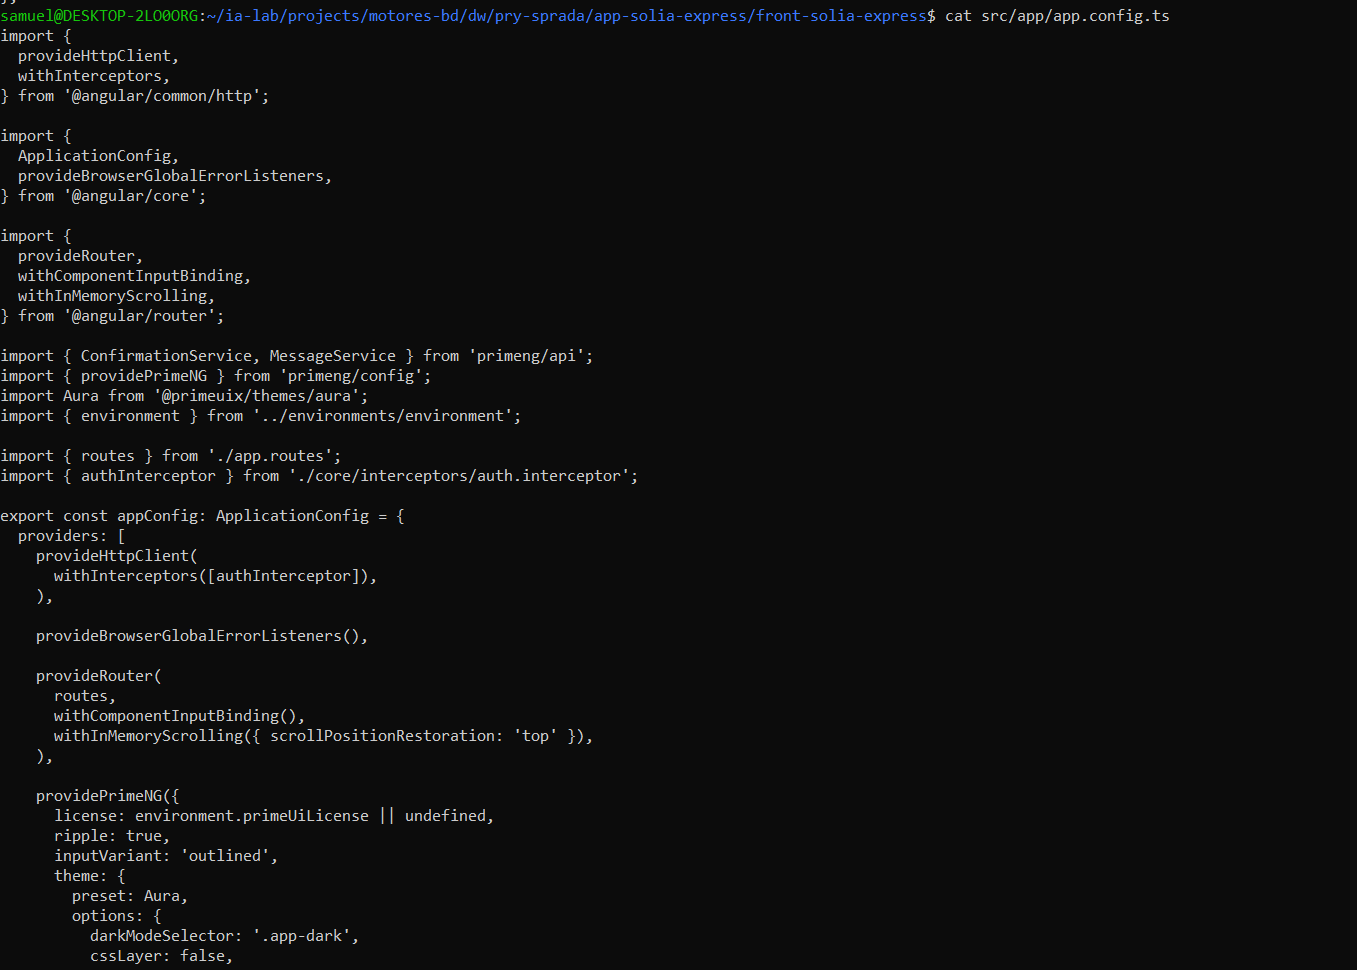 samuel@DESKTOP-2LO0ORG:~/ia-lab/projects/motores-bd/dw/pry-sprada/app-solia-express/front-solia-express$ cat src/app/app.config.ts
import {
  provideHttpClient,
  withInterceptors,
} from '@angular/common/http';

import {
  ApplicationConfig,
  provideBrowserGlobalErrorListeners,
} from '@angular/core';

import {
  provideRouter,
  withComponentInputBinding,
  withInMemoryScrolling,
} from '@angular/router';

import { ConfirmationService, MessageService } from 'primeng/api';
import { providePrimeNG } from 'primeng/config';
import Aura from '@primeuix/themes/aura';
import { environment } from '../environments/environment';

import { routes } from './app.routes';
import { authInterceptor } from './core/interceptors/auth.interceptor';

export const appConfig: ApplicationConfig = {
  providers: [
    provideHttpClient(
      withInterceptors([authInterceptor]),
    ),

    provideBrowserGlobalErrorListeners(),

    provideRouter(
      routes,
      withComponentInputBinding(),
      withInMemoryScrolling({ scrollPositionRestoration: 'top' }),
    ),

    providePrimeNG({
      license: environment.primeUiLicense || undefined,
      ripple: true,
      inputVariant: 'outlined',
      theme: {
        preset: Aura,
        options: {
          darkModeSelector: '.app-dark',
          cssLayer: false,